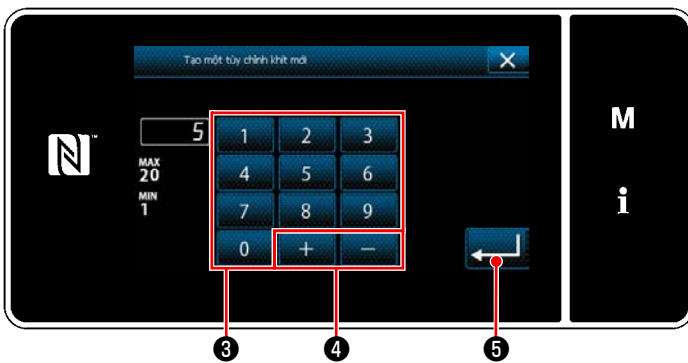 Tạo một tùy chỉnh khít mới
5
1 2 3
MAX
20
4 5 6
MIN
1
7 8 9
0 + −
M
i
N™
❸ ❹ ❺